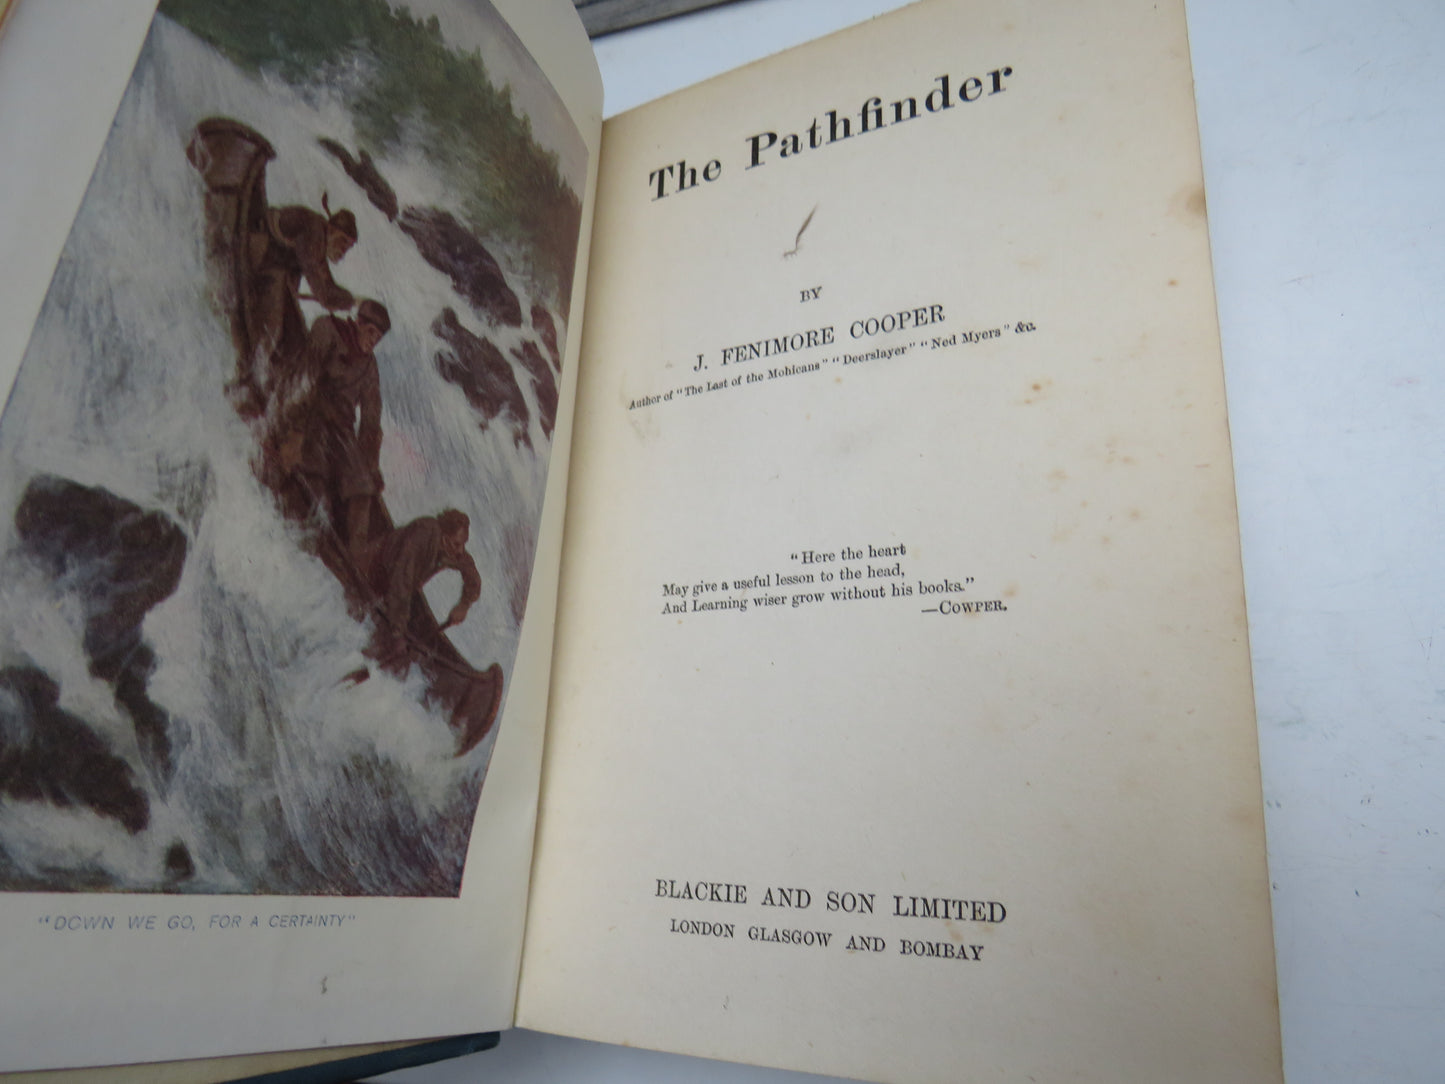 "DOWN WE GO, FOR A CERTAINTY"
The Pathfinder
BY
J. FENIMORE COOPER
Author of "The Last of the Mohicans" "Deerslayer" "Ned Myers" &c.
"Here the heart
May give a useful lesson to the head,
And Learning wiser grow without his books."
—COWPER.
BLACKIE AND SON LIMITED
LONDON GLASGOW AND BOMBAY